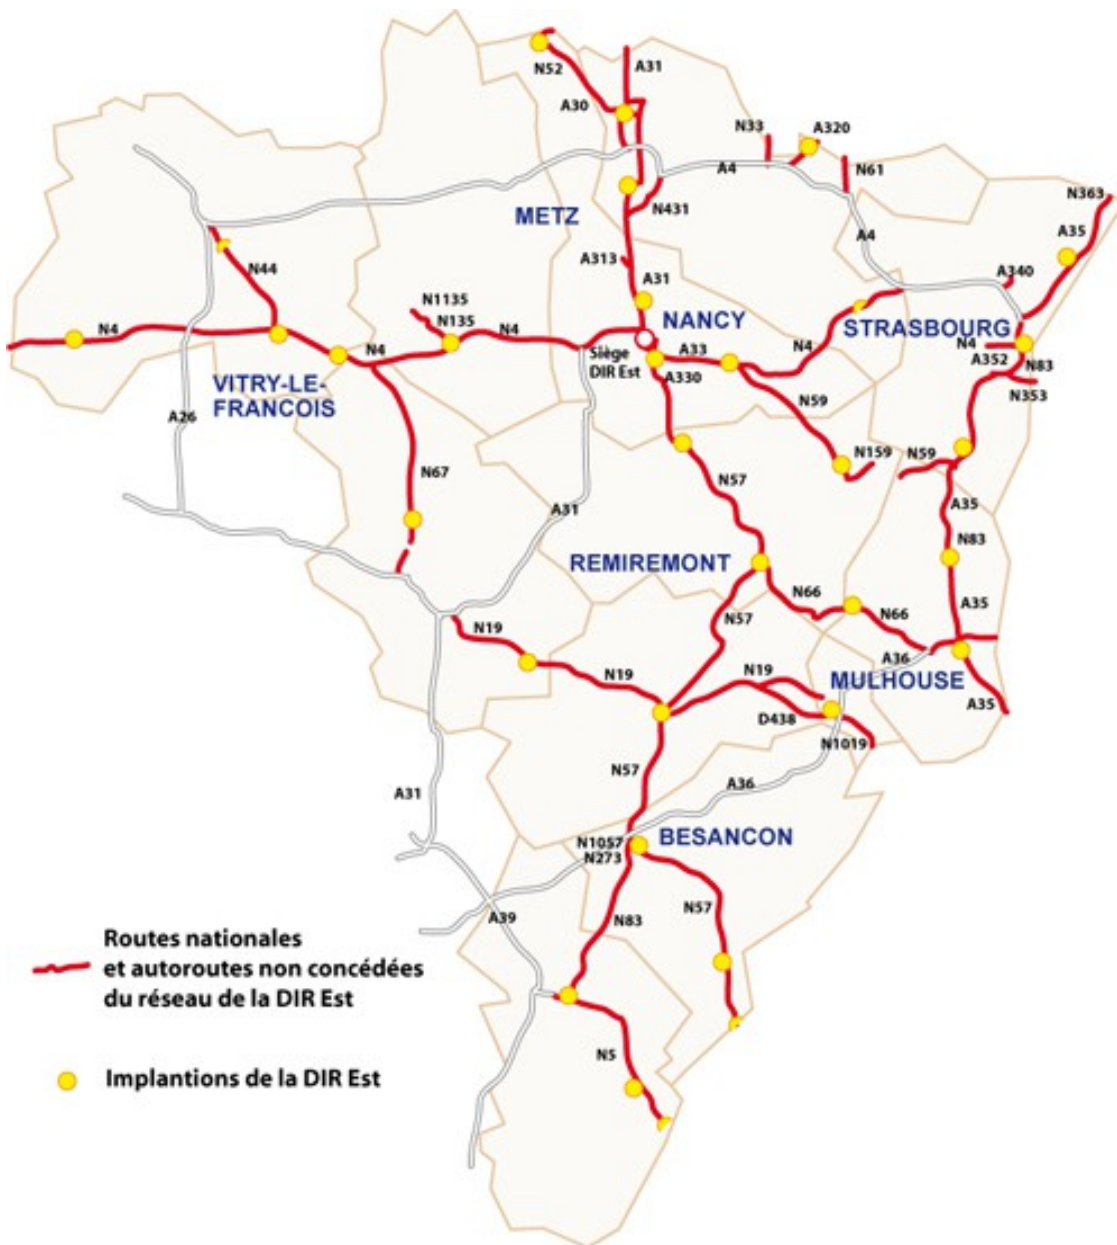 N52
A31
A30
N33
A320
A4
N61
N363
METZ
N431
A4
A35
A313
A340
N44
A31
N1135
N135
NANCY
STRASBOURG
N4
N4
N4
Siège
DIR Est
A33
N4
N4
A352
N83
A330
N353
VITRY-LE-
FRANCOIS
N59
A26
N159
N59
N67
N57
A35
A31
N83
REMIREMONT
N66
N66
A35
N57
N19
A36
N19
N19
MULHOUSE
D438
A35
N1019
N57
A36
A31
N1057
N273
BESANCON
N57
A39
N83
Routes nationales
et autoroutes non concédées
du réseau de la DIR Est
N5
Implantions de la DIR Est